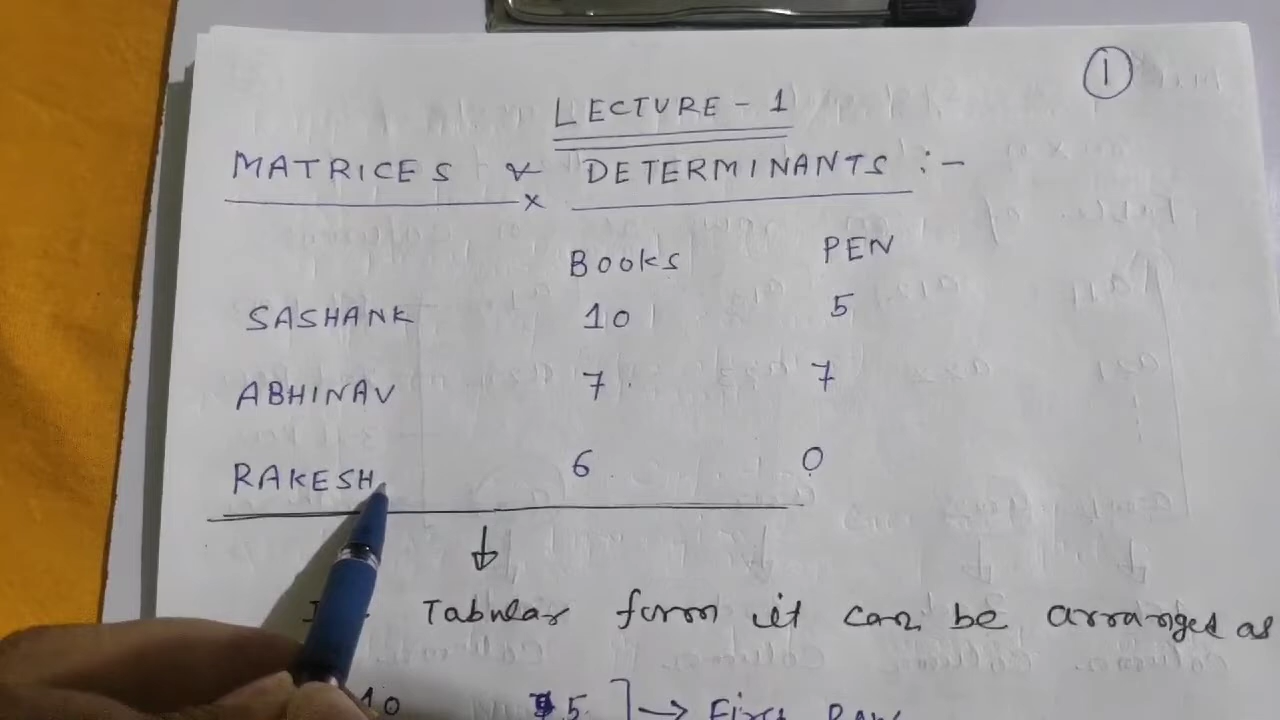 1
LECTURE - 1
MATRICES & DETERMINANTS :-
Books PEN
SASHANK 10 5
ABHINAV 7 7
RAKESH 6 0
Tabular form it can be arranged as
10 5 ] → First Row